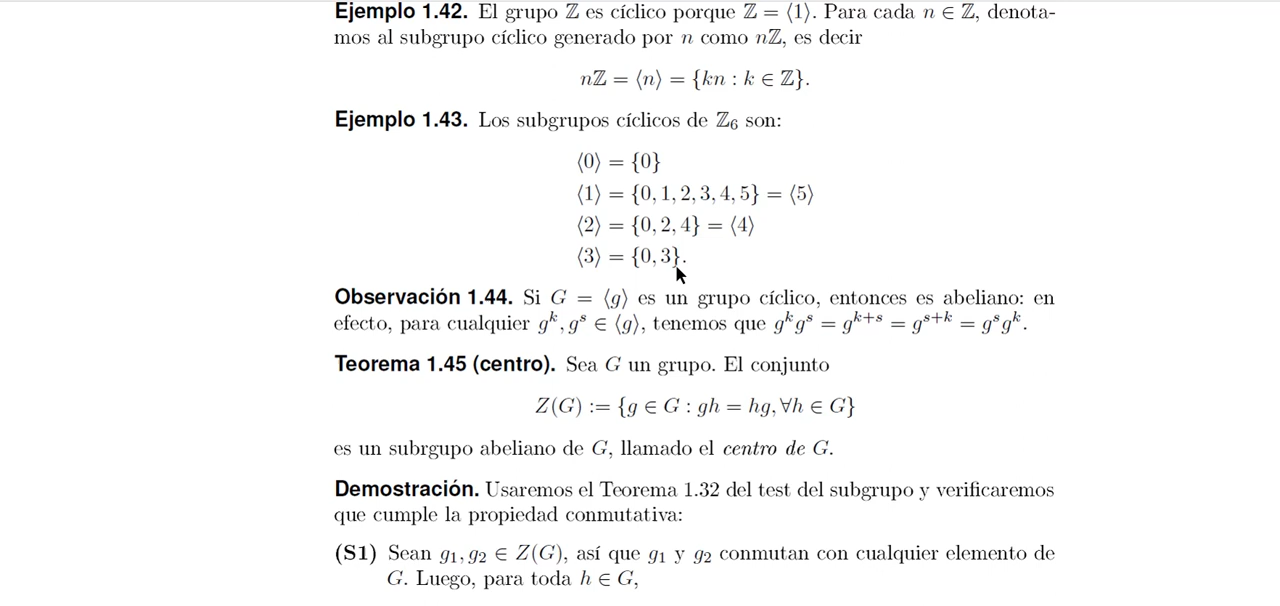 Ejemplo 1.42. El grupo ℤ es cíclico porque ℤ = ⟨1⟩. Para cada n ∈ ℤ, denota-
mos al subgrupo cíclico generado por n como nℤ, es decir
nℤ = ⟨n⟩ = {kn : k ∈ ℤ}.
Ejemplo 1.43. Los subgrupos cíclicos de ℤ₆ son:
⟨0⟩ = {0}
⟨1⟩ = {0, 1, 2, 3, 4, 5} = ⟨5⟩
⟨2⟩ = {0, 2, 4} = ⟨4⟩
⟨3⟩ = {0, 3}.
Observación 1.44. Si G = ⟨g⟩ es un grupo cíclico, entonces es abeliano: en
efecto, para cualquier gᵏ, gˢ ∈ ⟨g⟩, tenemos que gᵏgˢ = gᵏ⁺ˢ = gˢ⁺ᵏ = gˢgᵏ.
Teorema 1.45 (centro). Sea G un grupo. El conjunto
Z(G) := {g ∈ G : gh = hg, ∀h ∈ G}
es un subrgupo abeliano de G, llamado el centro de G.
Demostración. Usaremos el Teorema 1.32 del test del subgrupo y verificaremos
que cumple la propiedad conmutativa:
(S1) Sean g₁, g₂ ∈ Z(G), así que g₁ y g₂ conmutan con cualquier elemento de
G. Luego, para toda h ∈ G,